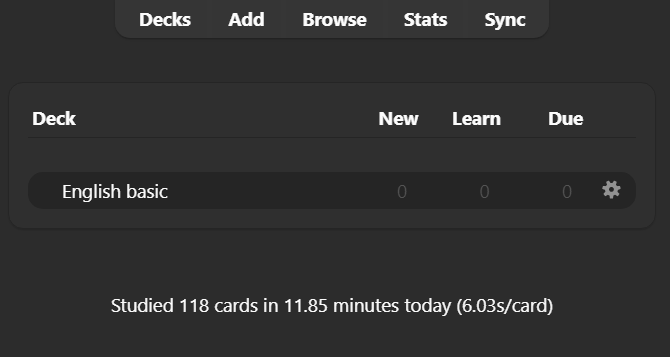 Decks Add Browse Stats Sync
Deck New Learn Due
English basic 0 0 0
Studied 118 cards in 11.85 minutes today (6.03s/card)